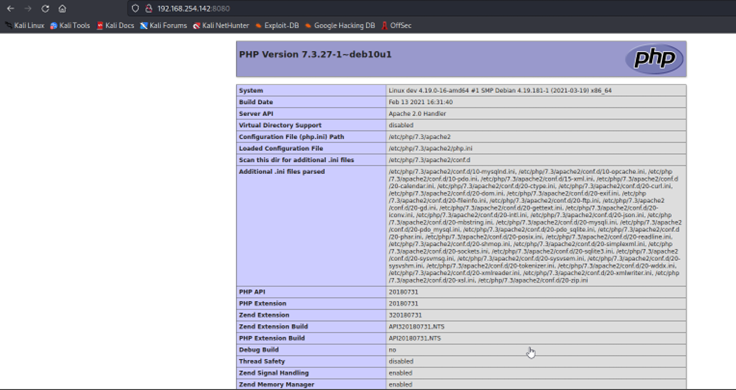 192.168.254.142:8080
Kali Linux Kali Tools Kali Docs Kali Forums Kali NetHunter Exploit-DB Google Hacking DB OffSec
PHP Version 7.3.27-1~deb10u1
php
System Linux dev 4.19.0-16-amd64 #1 SMP Debian 4.19.181-1 (2021-03-19) x86_64
Build Date Feb 13 2021 16:31:40
Server API Apache 2.0 Handler
Virtual Directory Support disabled
Configuration File (php.ini) Path /etc/php/7.3/apache2
Loaded Configuration File /etc/php/7.3/apache2/php.ini
Scan this dir for additional .ini files /etc/php/7.3/apache2/conf.d
Additional .ini files parsed /etc/php/7.3/apache2/conf.d/10-mysqlnd.ini, /etc/php/7.3/apache2/conf.d/10-opcache.ini, /etc/php
/7.3/apache2/conf.d/10-pdo.ini, /etc/php/7.3/apache2/conf.d/15-xml.ini, /etc/php/7.3/apache2/conf.d
/20-calendar.ini, /etc/php/7.3/apache2/conf.d/20-ctype.ini, /etc/php/7.3/apache2/conf.d/20-curl.ini,
/etc/php/7.3/apache2/conf.d/20-dom.ini, /etc/php/7.3/apache2/conf.d/20-exif.ini, /etc/php
/7.3/apache2/conf.d/20-fileinfo.ini, /etc/php/7.3/apache2/conf.d/20-ftp.ini, /etc/php/7.3/apache2/conf.d
/20-gd.ini, /etc/php/7.3/apache2/conf.d/20-gettext.ini, /etc/php/7.3/apache2/conf.d/20-
iconv.ini, /etc/php/7.3/apache2/conf.d/20-intl.ini, /etc/php/7.3/apache2/conf.d/20-json.ini, /etc/php
/7.3/apache2/conf.d/20-mbstring.ini, /etc/php/7.3/apache2/conf.d/20-mysqli.ini, /etc/php/7.3/apache2
/conf.d/20-pdo_mysql.ini, /etc/php/7.3/apache2/conf.d/20-pdo_sqlite.ini, /etc/php/7.3/apache2/conf.d
/20-phar.ini, /etc/php/7.3/apache2/conf.d/20-posix.ini, /etc/php/7.3/apache2/conf.d/20-readline.ini,
/etc/php/7.3/apache2/conf.d/20-shmop.ini, /etc/php/7.3/apache2/conf.d/20-simplexml.ini, /etc/php
/7.3/apache2/conf.d/20-sockets.ini, /etc/php/7.3/apache2/conf.d/20-sqlite3.ini, /etc/php/7.3/apache2
/conf.d/20-sysvmsg.ini, /etc/php/7.3/apache2/conf.d/20-sysvsem.ini, /etc/php/7.3/apache2/conf.d/20-
sysvshm.ini, /etc/php/7.3/apache2/conf.d/20-tokenizer.ini, /etc/php/7.3/apache2/conf.d/20-wddx.ini,
/etc/php/7.3/apache2/conf.d/20-xmlreader.ini, /etc/php/7.3/apache2/conf.d/20-xmlwriter.ini, /etc/php
/7.3/apache2/conf.d/20-xsl.ini, /etc/php/7.3/apache2/conf.d/20-zip.ini
PHP API 20180731
PHP Extension 20180731
Zend Extension 320180731
Zend Extension Build API320180731,NTS
PHP Extension Build API20180731,NTS
Debug Build no
Thread Safety disabled
Zend Signal Handling enabled
Zend Memory Manager enabled